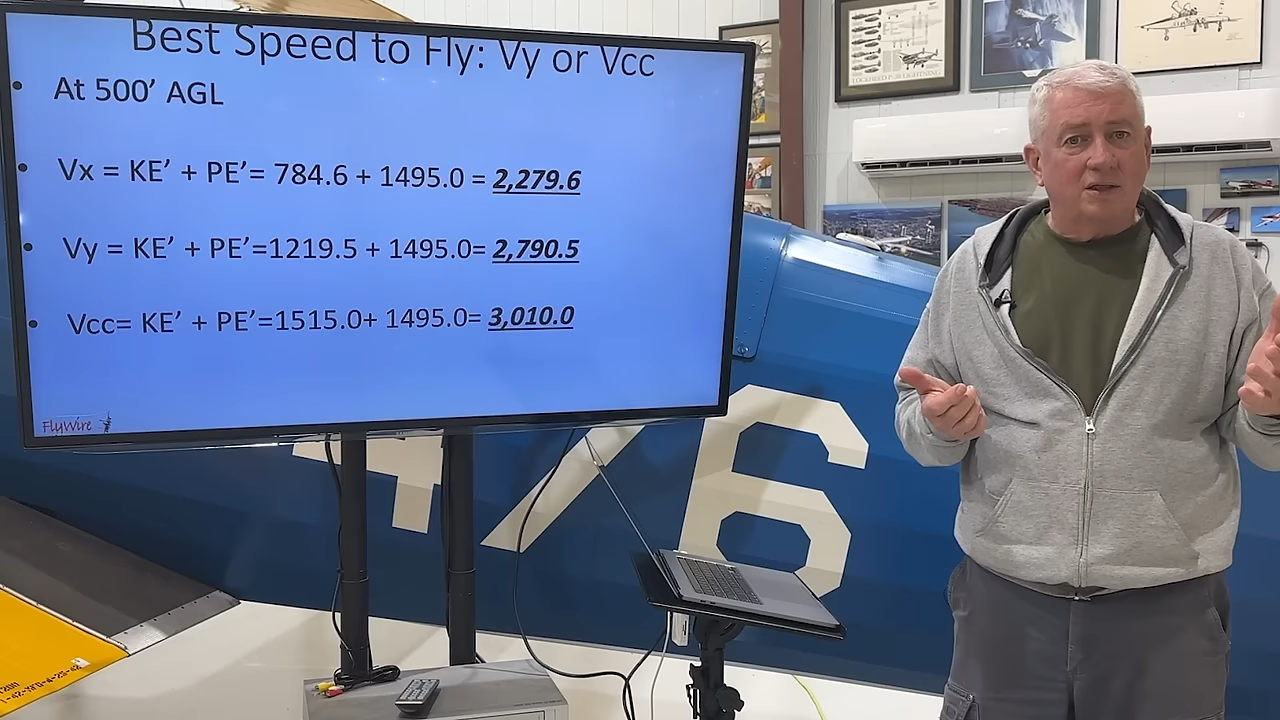 Best Speed to Fly: Vy or Vcc
• At 500’ AGL
• Vx = KE’ + PE’= 784.6 + 1495.0 = 2,279.6
• Vy = KE’ + PE’=1219.5 + 1495.0= 2,790.5
• Vcc= KE’ + PE’=1515.0+ 1495.0= 3,010.0
FlyWire
LOCKHEED P-38 LIGHTNING
476